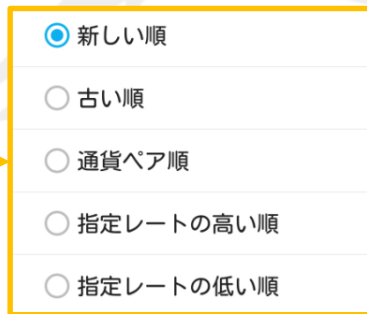 新しい順
古い順
通貨ペア順
指定レートの高い順
指定レートの低い順